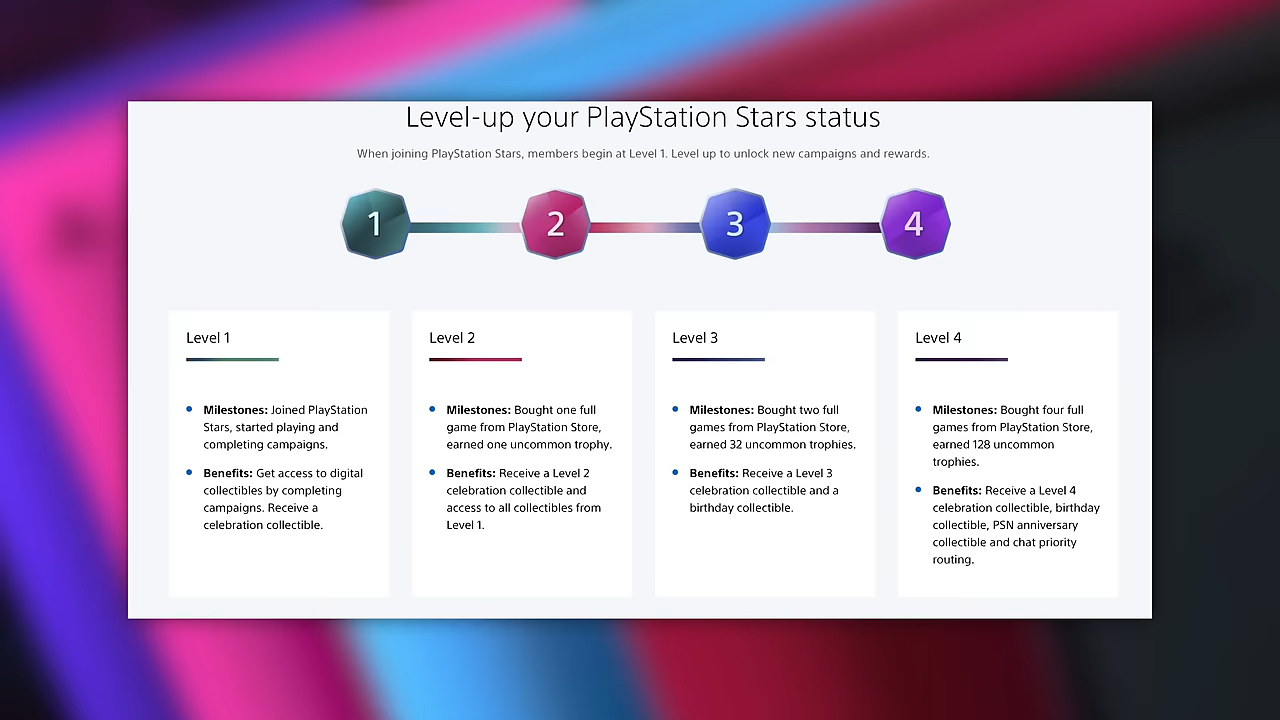 Level-up your PlayStation Stars status
When joining PlayStation Stars, members begin at Level 1. Level up to unlock new campaigns and rewards.
1
2
3
4
Level 1
Milestones: Joined PlayStation
Stars, started playing and
completing campaigns.
Benefits: Get access to digital
collectibles by completing
campaigns. Receive a
celebration collectible.
Level 2
Milestones: Bought one full
game from PlayStation Store,
earned one uncommon trophy.
Benefits: Receive a Level 2
celebration collectible and
access to all collectibles from
Level 1.
Level 3
Milestones: Bought two full
games from PlayStation Store,
earned 32 uncommon trophies.
Benefits: Receive a Level 3
celebration collectible and a
birthday collectible.
Level 4
Milestones: Bought four full
games from PlayStation Store,
earned 128 uncommon
trophies.
Benefits: Receive a Level 4
celebration collectible, birthday
collectible, PSN anniversary
collectible and chat priority
routing.